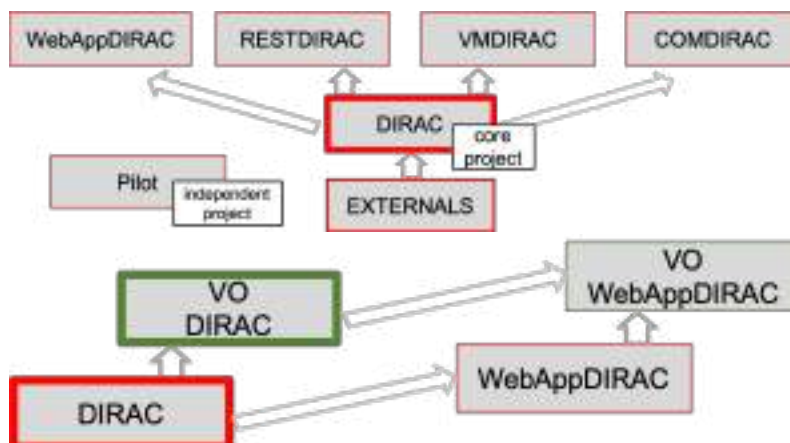 WebAppDIRAC
RESTDIRAC
VMDIRAC
COMDIRAC
DIRAC
core
project
Pilot
independent
project
EXTERNALS
VO
DIRAC
VO
WebAppDIRAC
DIRAC
WebAppDIRAC